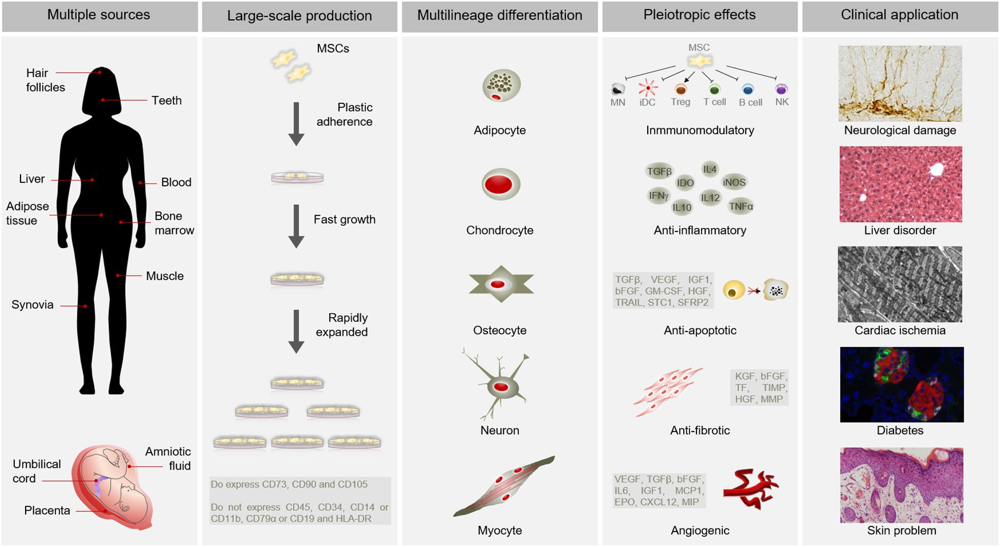 Multiple sources
Large-scale production
Multilineage differentiation
Pleiotropic effects
Clinical application
Hair
follicles
Teeth
Liver
Blood
Adipose
tissue
Bone
marrow
Muscle
Synovia
Amniotic
fluid
Umbilical
cord
Placenta
MSCs
Plastic
adherence
Fast growth
Rapidly
expanded
Do express CD73, CD90 and CD105
Do not express CD45, CD34, CD14 or
CD11b, CD79α or CD19 and HLA-DR
Adipocyte
Chondrocyte
Osteocyte
Neuron
Myocyte
MSC
MN
iDC
Treg
T cell
B cell
NK
Inmmunomodulatory
TGFβ
IL4
IDO
iNOS
IFNγ
IL12
IL10
TNFα
Anti-inflammatory
TGFβ, VEGF, IGF1,
bFGF, GM-CSF, HGF,
TRAIL, STC1, SFRP2
Anti-apoptotic
KGF, bFGF,
TF, TIMP,
HGF, MMP
Anti-fibrotic
VEGF, TGFβ, bFGF,
IL6, IGF1, MCP1,
EPO, CXCL12, MIP
Angiogenic
Neurological damage
Liver disorder
Cardiac ischemia
Diabetes
Skin problem